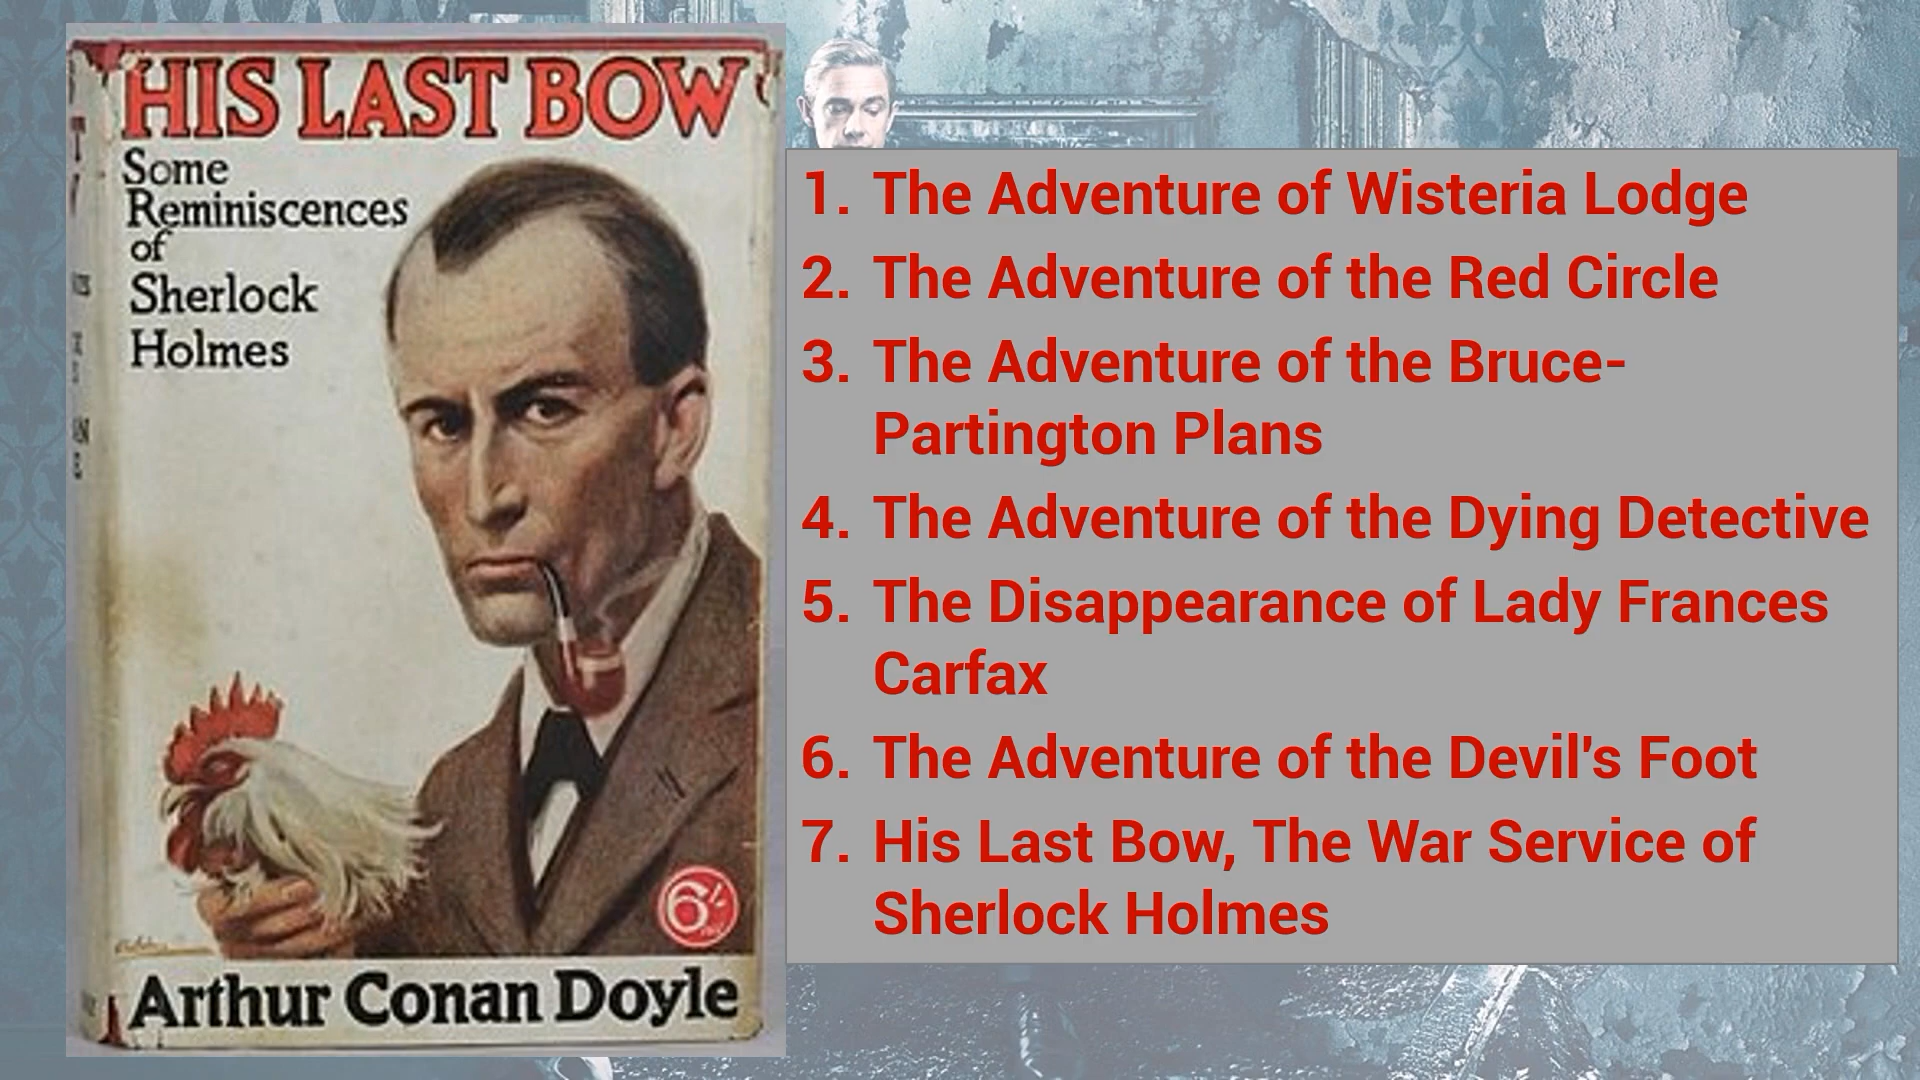 HIS LAST BOW
Some
Reminiscences
of
Sherlock
Holmes
6/-
Arthur Conan Doyle
1. The Adventure of Wisteria Lodge
2. The Adventure of the Red Circle
3. The Adventure of the Bruce-
Partington Plans
4. The Adventure of the Dying Detective
5. The Disappearance of Lady Frances
Carfax
6. The Adventure of the Devil's Foot
7. His Last Bow, The War Service of
Sherlock Holmes